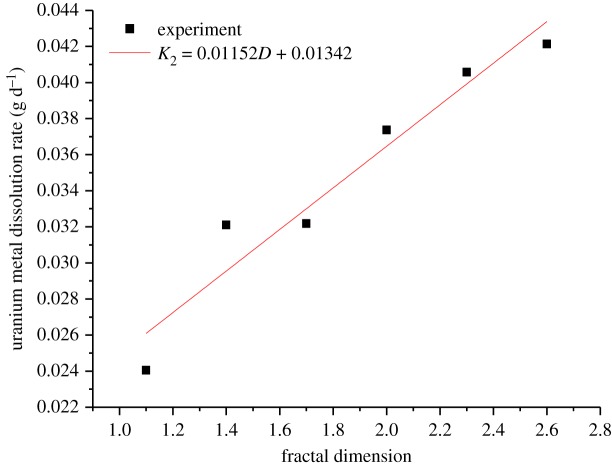 0.044
0.042
0.040
0.038
0.036
0.034
0.032
0.030
0.028
0.026
0.024
0.022
uranium metal dissolution rate (g d⁻¹)
experiment
K₂ = 0.01152D + 0.01342
1.0 1.2 1.4 1.6 1.8 2.0 2.2 2.4 2.6 2.8
fractal dimension